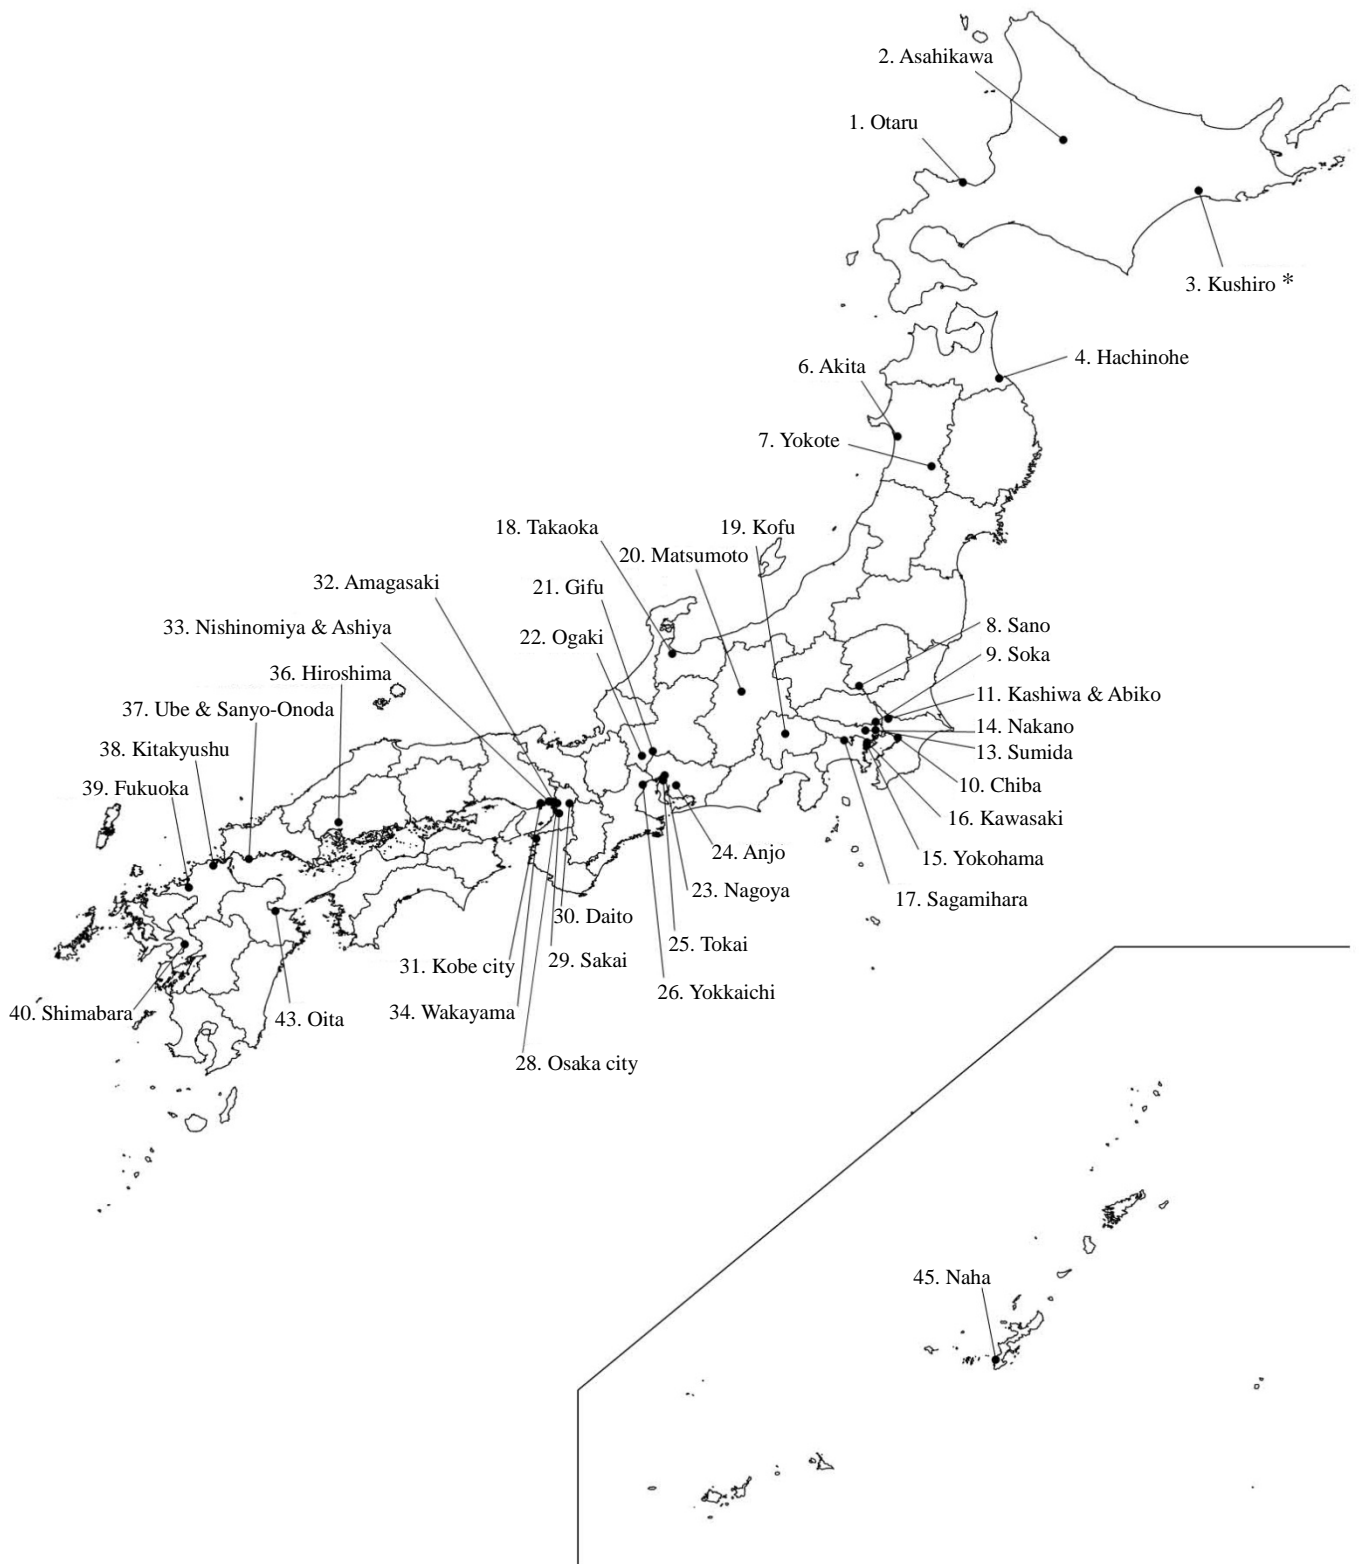 2. Asahikawa
1. Otaru
3. Kushiro *
4. Hachinohe
6. Akita
7. Yokote
18. Takaoka
19. Kofu
20. Matsumoto
32. Amagasaki
21. Gifu
33. Nishinomiya & Ashiya
22. Ogaki
8. Sano
9. Soka
36. Hiroshima
11. Kashiwa & Abiko
37. Ube & Sanyo-Onoda
14. Nakano
38. Kitakyushu
13. Sumida
39. Fukuoka
10. Chiba
16. Kawasaki
24. Anjo
15. Yokohama
23. Nagoya
17. Sagamihara
30. Daito
25. Tokai
29. Sakai
31. Kobe city
26. Yokkaichi
40. Shimabara
34. Wakayama
43. Oita
28. Osaka city
45. Naha